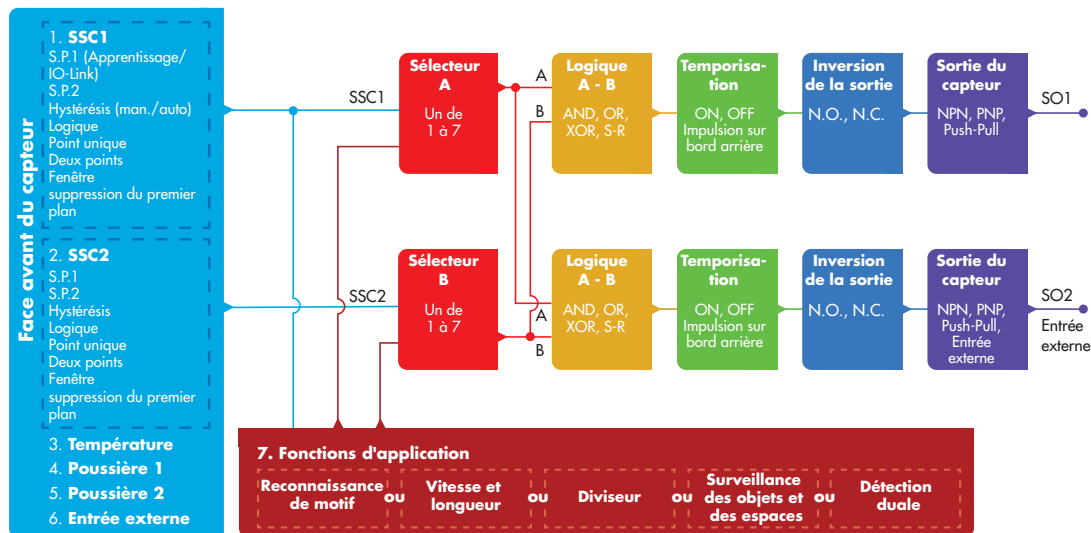 Face avant du capteur
1. SSC1
S.P.1 (Apprentissage/
IO-Link)
S.P.2
Hystérésis (man./auto)
Logique
Point unique
Deux points
Fenêtre
suppression du premier
plan
2. SSC2
S.P.1
S.P.2
Hystérésis
Logique
Point unique
Deux points
Fenêtre
suppression du premier
plan
3. Température
4. Poussière 1
5. Poussière 2
6. Entrée externe
SSC1
Sélecteur
A
Un de
1 à 7
A
B
Logique
A - B
AND, OR,
XOR, S-R
Temporisa-
tion
ON, OFF
Impulsion sur
bord arrière
Inversion
de la sortie
N.O., N.C.
Sortie du
capteur
NPN, PNP,
Push-Pull
SO1
SSC2
Sélecteur
B
Un de
1 à 7
A
B
Logique
A - B
AND, OR,
XOR, S-R
Temporisa-
tion
ON, OFF
Impulsion sur
bord arrière
Inversion
de la sortie
N.O., N.C.
Sortie du
capteur
NPN, PNP,
Push-Pull,
Entrée
externe
SO2
Entrée
externe
7. Fonctions d'application
Reconnaissance
de motif
ou
Vitesse et
longueur
ou
Diviseur
ou
Surveillance
des objets et
des espaces
ou
Détection
duale